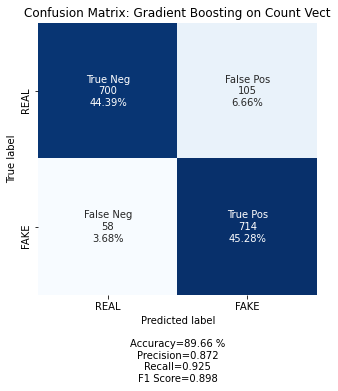 Confusion Matrix: Gradient Boosting on Count Vect
True label
REAL
True Neg
700
44.39%
False Pos
105
6.66%
FAKE
False Neg
58
3.68%
True Pos
714
45.28%
REAL
FAKE
Predicted label
Accuracy=89.66 %
Precision=0.872
Recall=0.925
F1 Score=0.898